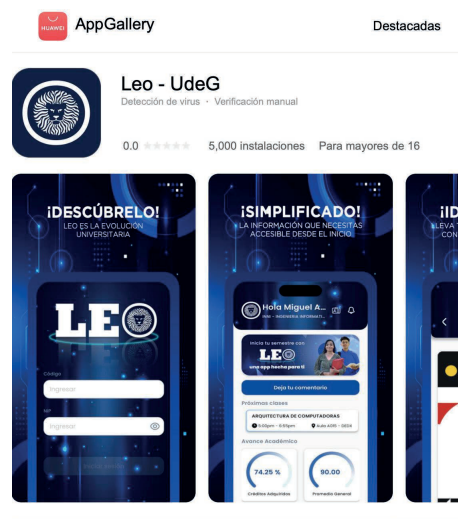 HUAWEI
AppGallery
Destacadas
Leo - UdeG
Detección de virus · Verificación manual
0.0 5,000 instalaciones Para mayores de 16
¡DESCÚBRELO!
LEO ES LA EVOLUCIÓN
UNIVERSITARIA
LEO
Código
Ingresar
NIP
Ingresar
¡SIMPLIFICADO!
LA INFORMACIÓN QUE NECESITAS
ACCESIBLE DESDE EL INICIO
Hola Miguel A...
Inicia tu semestre con
LEO
una app hecha para ti
Deja tu comentario
Próximas clases
ARQUITECTURA DE COMPUTADORAS
Avance Académico
74.25 %
Créditos Adquiridos
90.00
Promedio General